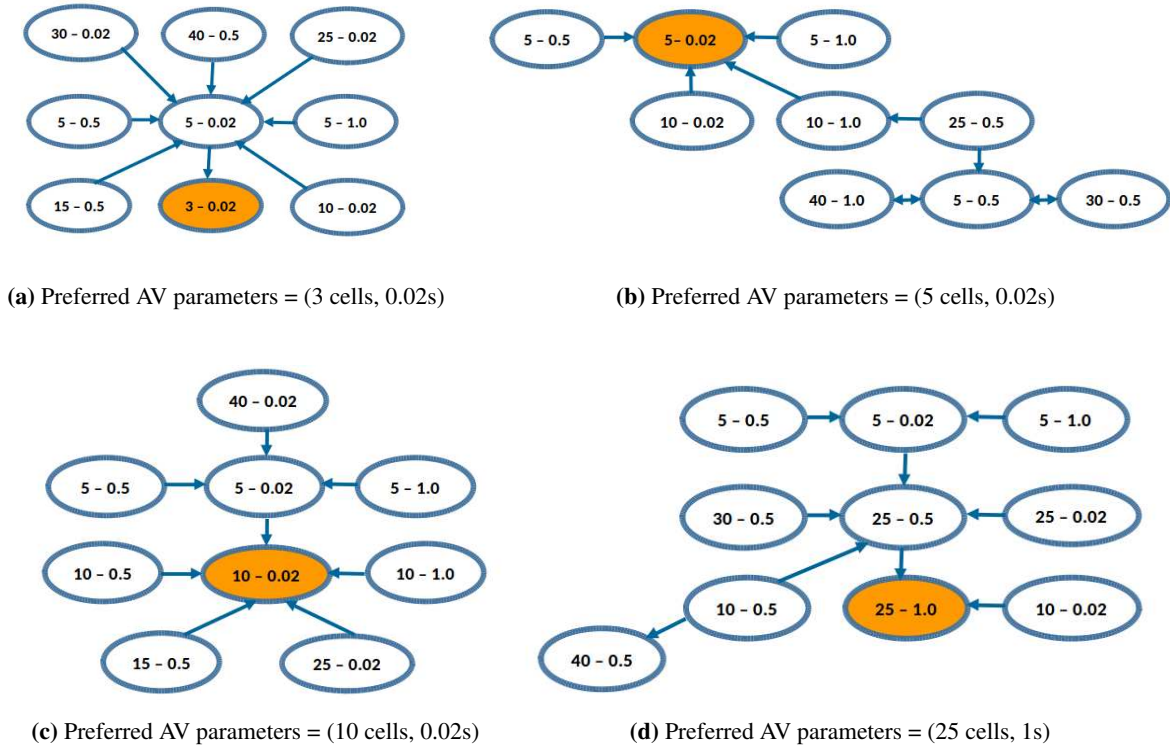 30 – 0.02
40 – 0.5
25 – 0.02
5 – 0.5
5 – 0.02
5 – 1.0
15 – 0.5
3 – 0.02
10 – 0.02
(a) Preferred AV parameters = (3 cells, 0.02s)
5 – 0.5
5– 0.02
5 – 1.0
10 – 0.02
10 – 1.0
25 – 0.5
40 – 1.0
5 – 0.5
30 – 0.5
(b) Preferred AV parameters = (5 cells, 0.02s)
40 – 0.02
5 – 0.5
5 – 0.02
5 – 1.0
10 – 0.5
10 – 0.02
10 – 1.0
15 – 0.5
25 – 0.02
(c) Preferred AV parameters = (10 cells, 0.02s)
5 – 0.5
5 – 0.02
5 – 1.0
30 – 0.5
25 – 0.5
25 – 0.02
10 – 0.5
25 – 1.0
10 – 0.02
40 – 0.5
(d) Preferred AV parameters = (25 cells, 1s)